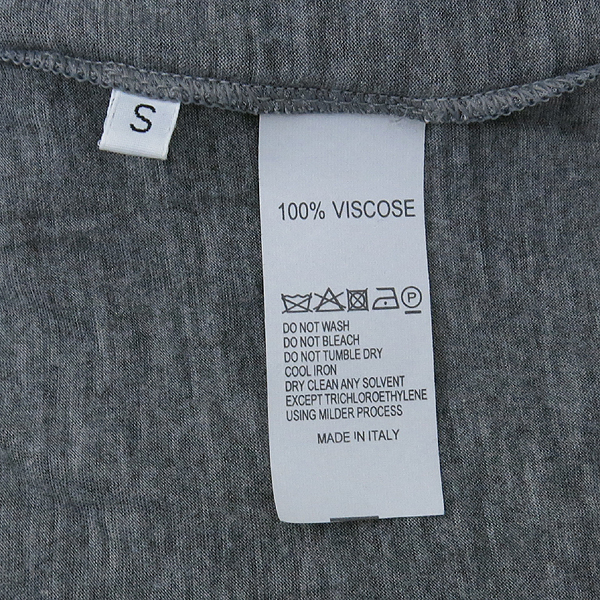 S
100% VISCOSE
P
DO NOT WASH
DO NOT BLEACH
DO NOT TUMBLE DRY
COOL IRON
DRY CLEAN ANY SOLVENT
EXCEPT TRICHLOROETHYLENE
USING MILDER PROCESS
MADE IN ITALY